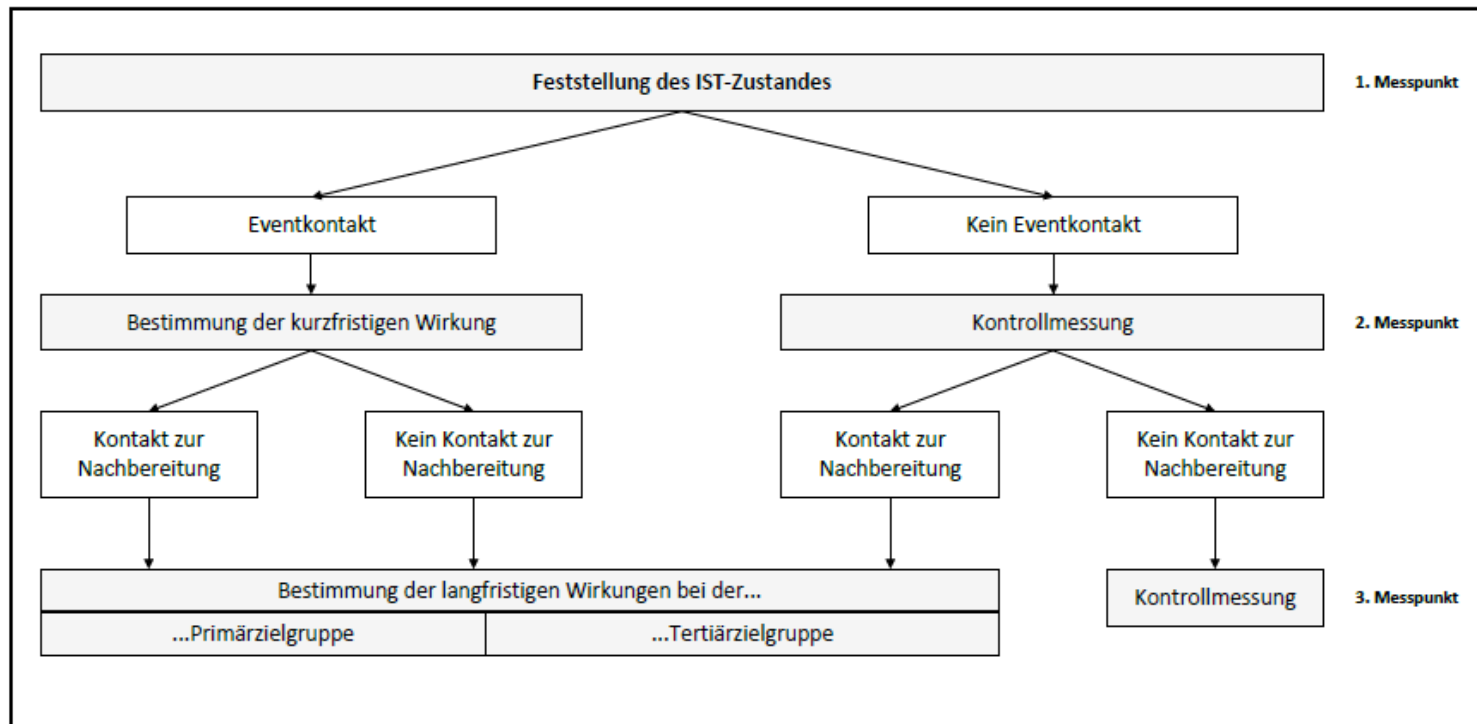 Feststellung des IST-Zustandes
1. Messpunkt
Eventkontakt
Kein Eventkontakt
Bestimmung der kurzfristigen Wirkung
Kontrollmessung
2. Messpunkt
Kontakt zur
Nachbereitung
Kein Kontakt zur
Nachbereitung
Kontakt zur
Nachbereitung
Kein Kontakt zur
Nachbereitung
Bestimmung der langfristigen Wirkungen bei der...
...Primärzielgruppe
...Tertiärzielgruppe
Kontrollmessung
3. Messpunkt